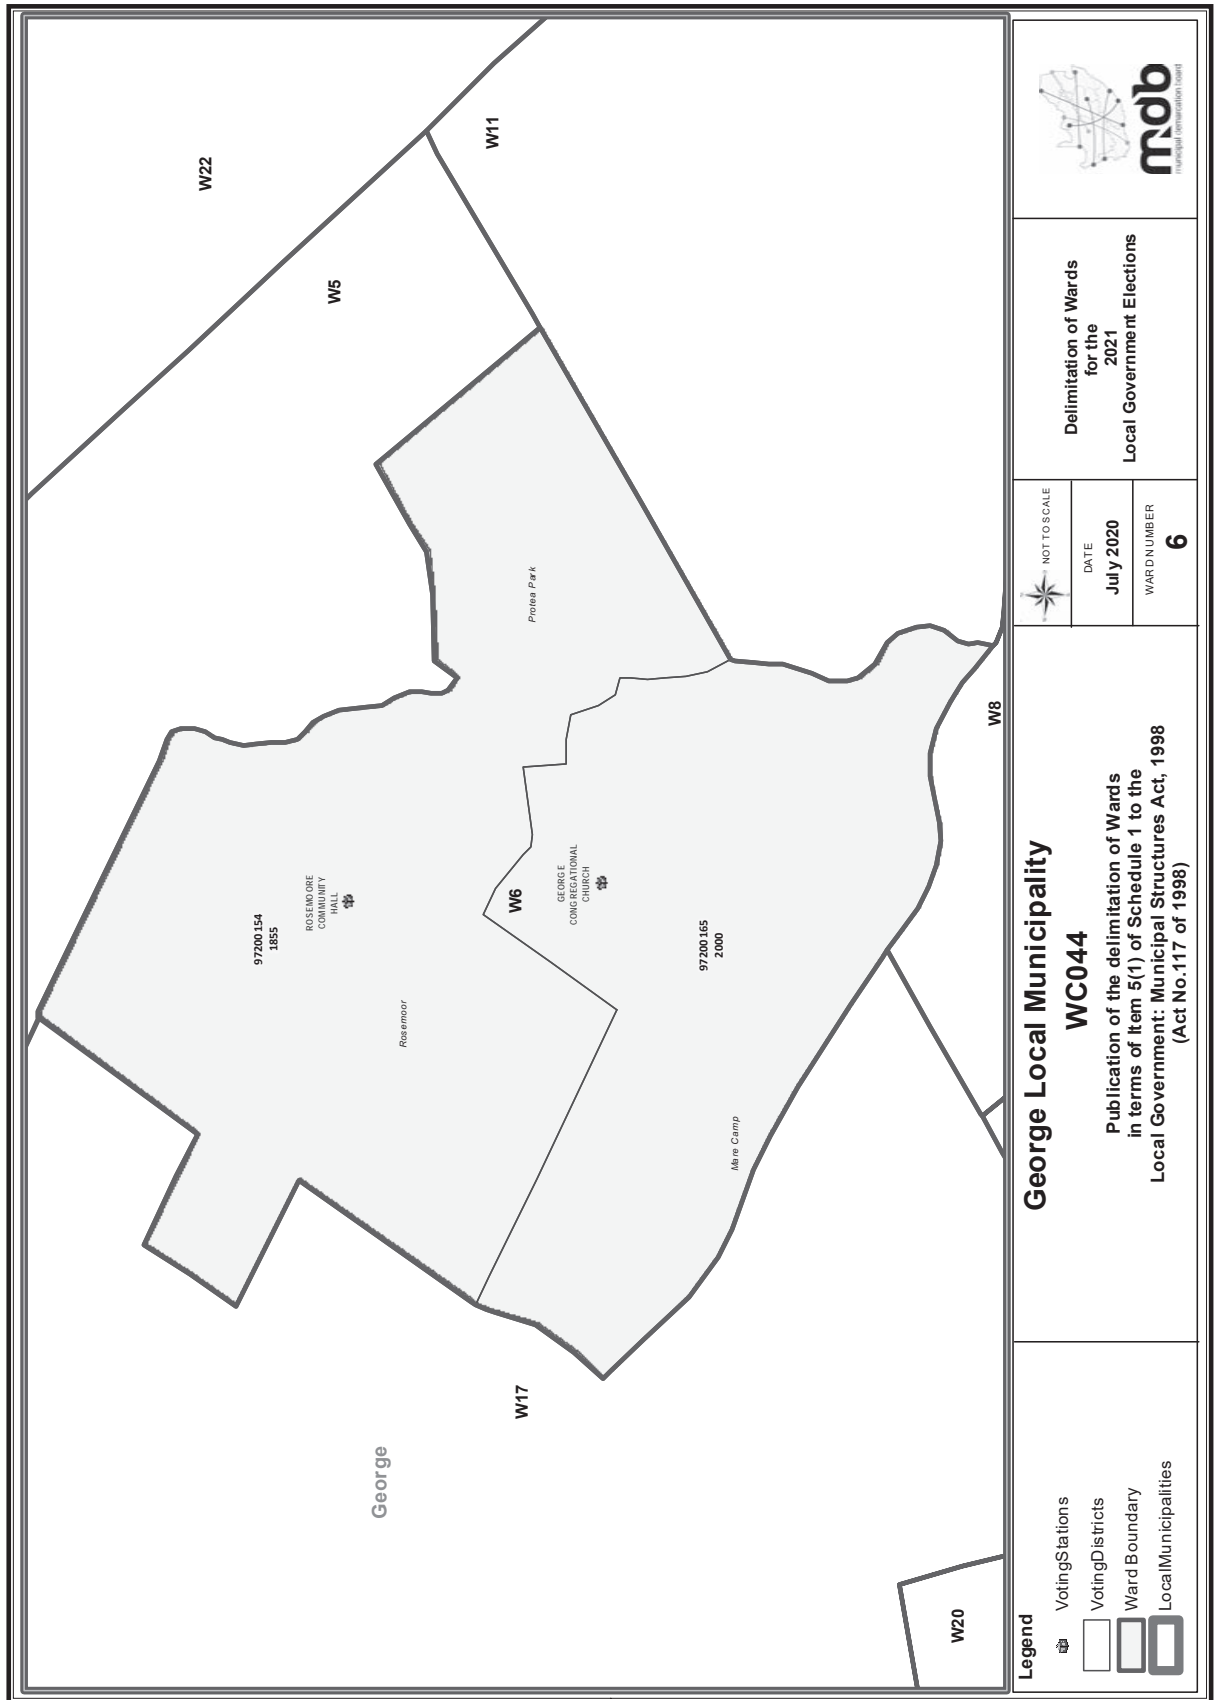 W22
W11
W5
Protea Park
ROSEMOORE
COMMUNITY
HALL
97200154
1855
Rosemoor
W6
GEORGE
CONGREGATIONAL
CHURCH
97200165
2000
Mare Camp
W8
W17
George
W20
Legend
VotingStations
VotingDistricts
Ward Boundary
LocalMunicipalities
George Local Municipality
WC044
Publication of the delimitation of Wards
in terms of Item 5(1) of Schedule 1 to the
Local Government: Municipal Structures Act, 1998
(Act No.117 of 1998)
NOT TO SCALE
DATE
July 2020
WARD NUMBER
6
Delimitation of Wards
for the
2021
Local Government Elections
mdb
municipal demarcation board